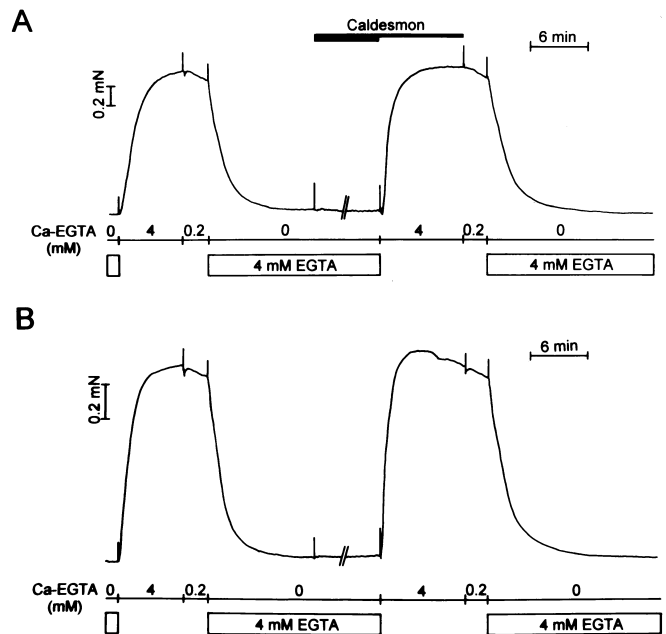 A
Caldesmon
6 min
0.2 mN
Ca-EGTA (mM)
0 4 0.2 0 4 0.2 0
4 mM EGTA 4 mM EGTA
B
6 min
0.2 mN
Ca-EGTA (mM)
0 4 0.2 0 4 0.2 0
4 mM EGTA 4 mM EGTA